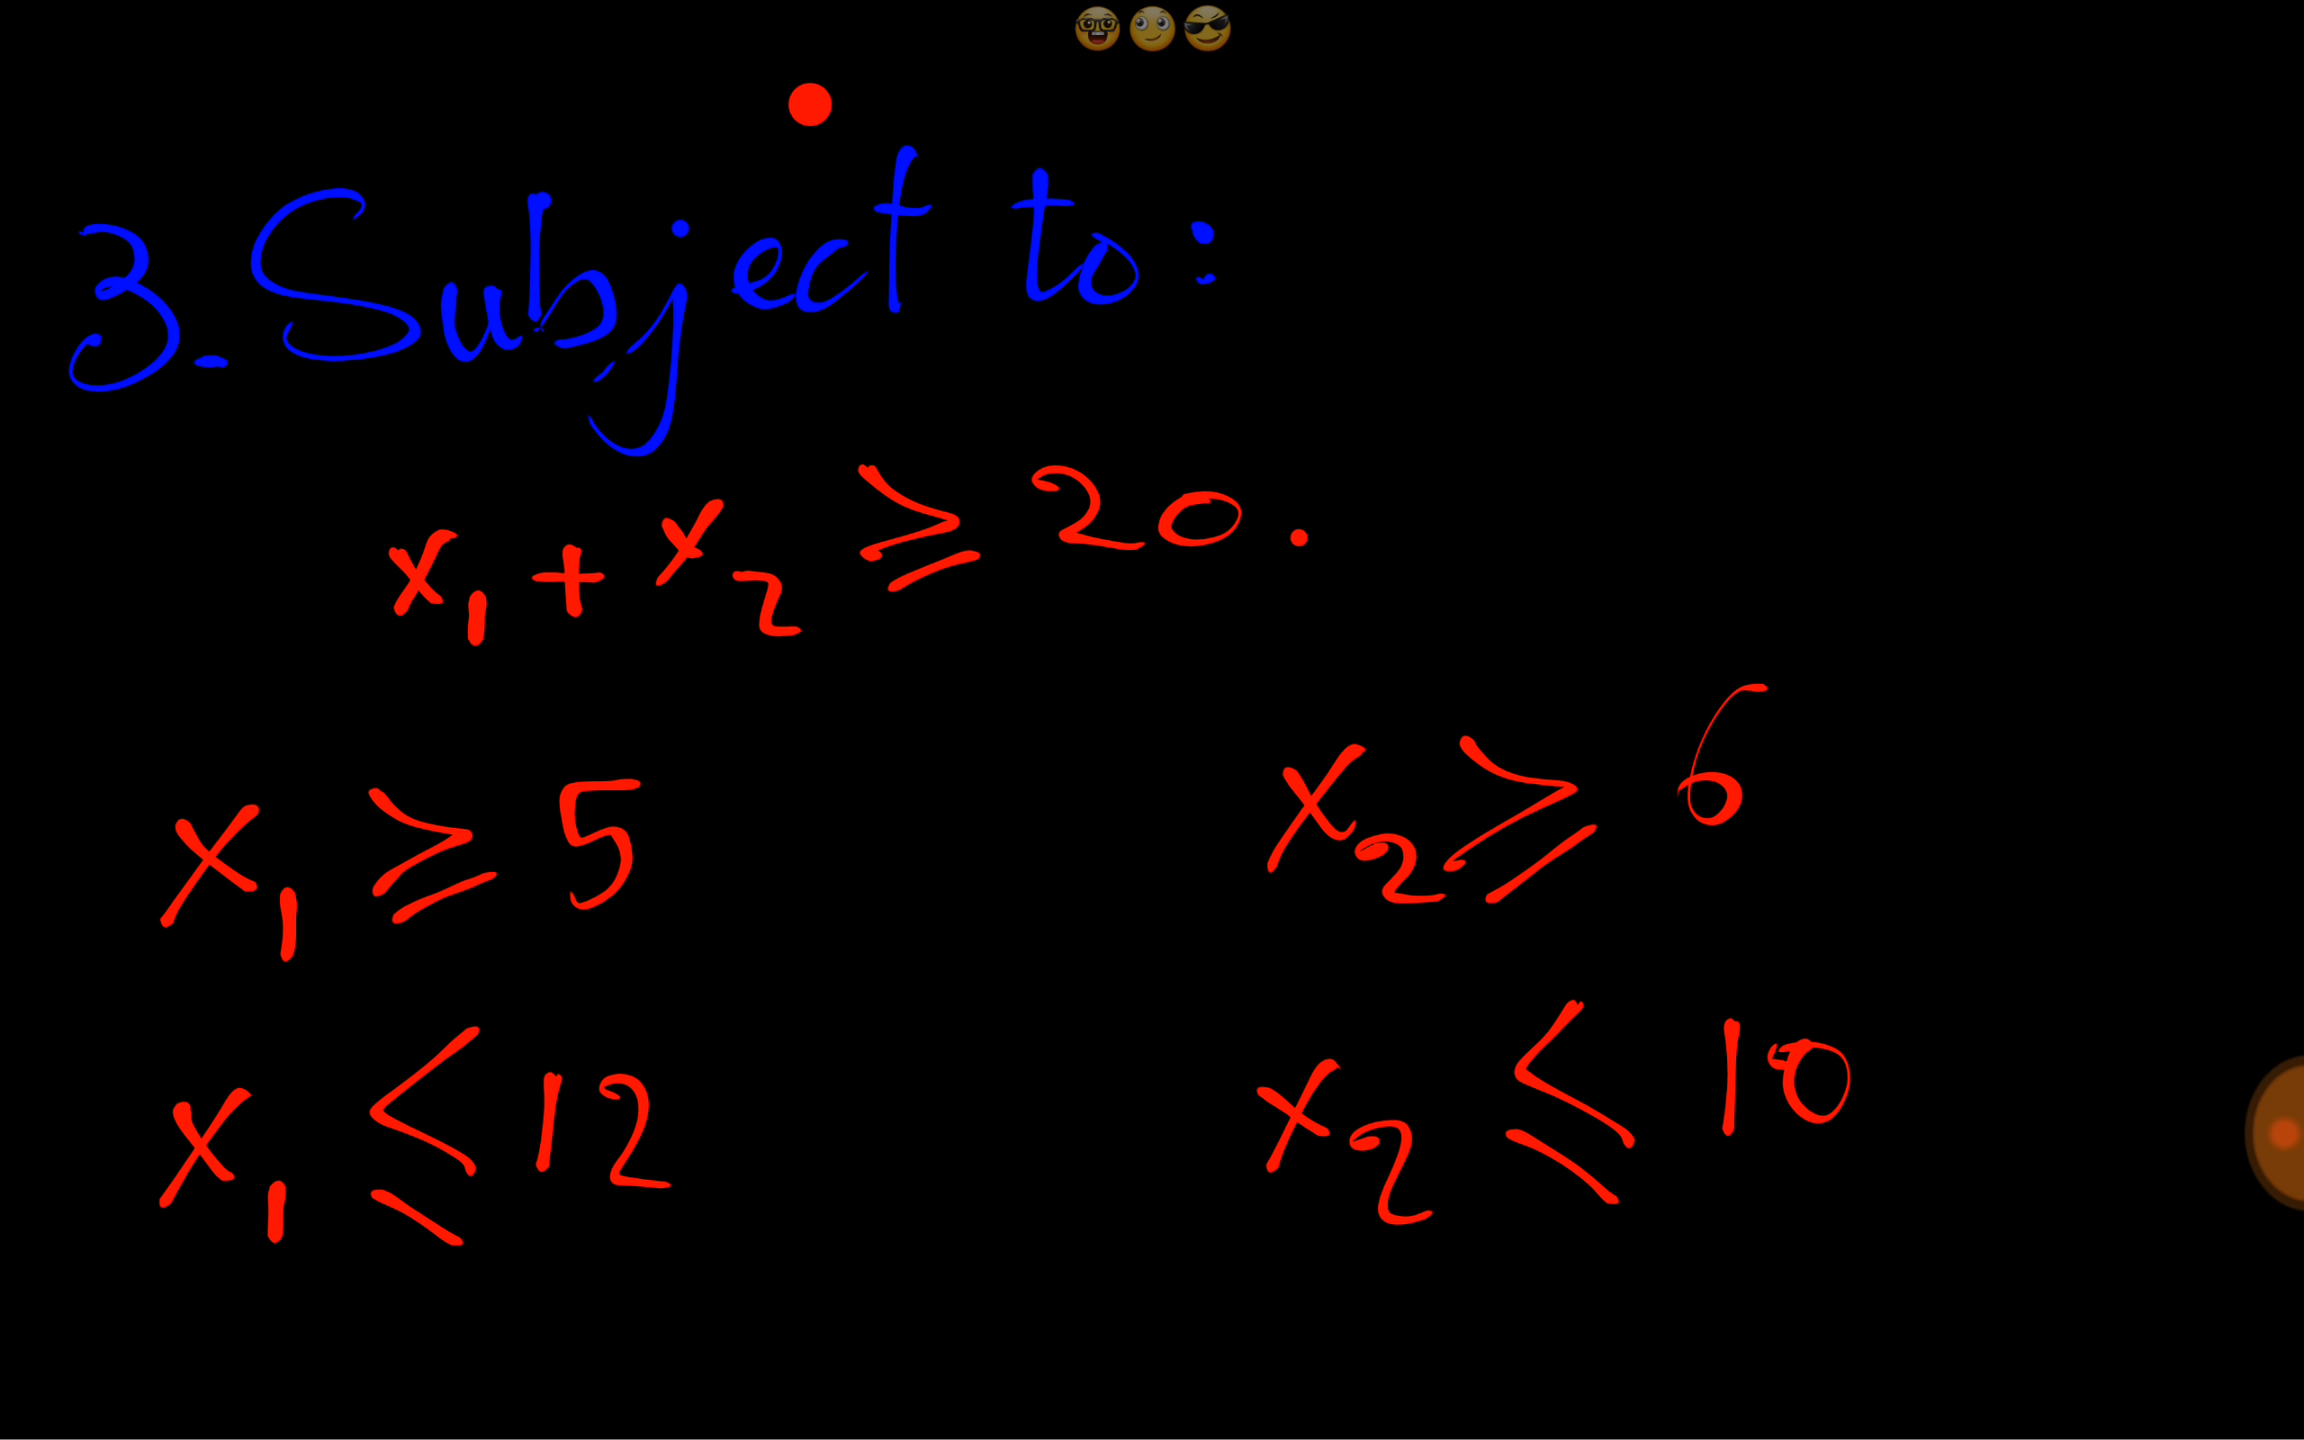 🤓🙄😎
3. Subject to:
x₁ + x₂ ≥ 20.
x₁ ≥ 5 x₂ ≥ 6
x₁ ≤ 12 x₂ ≤ 10